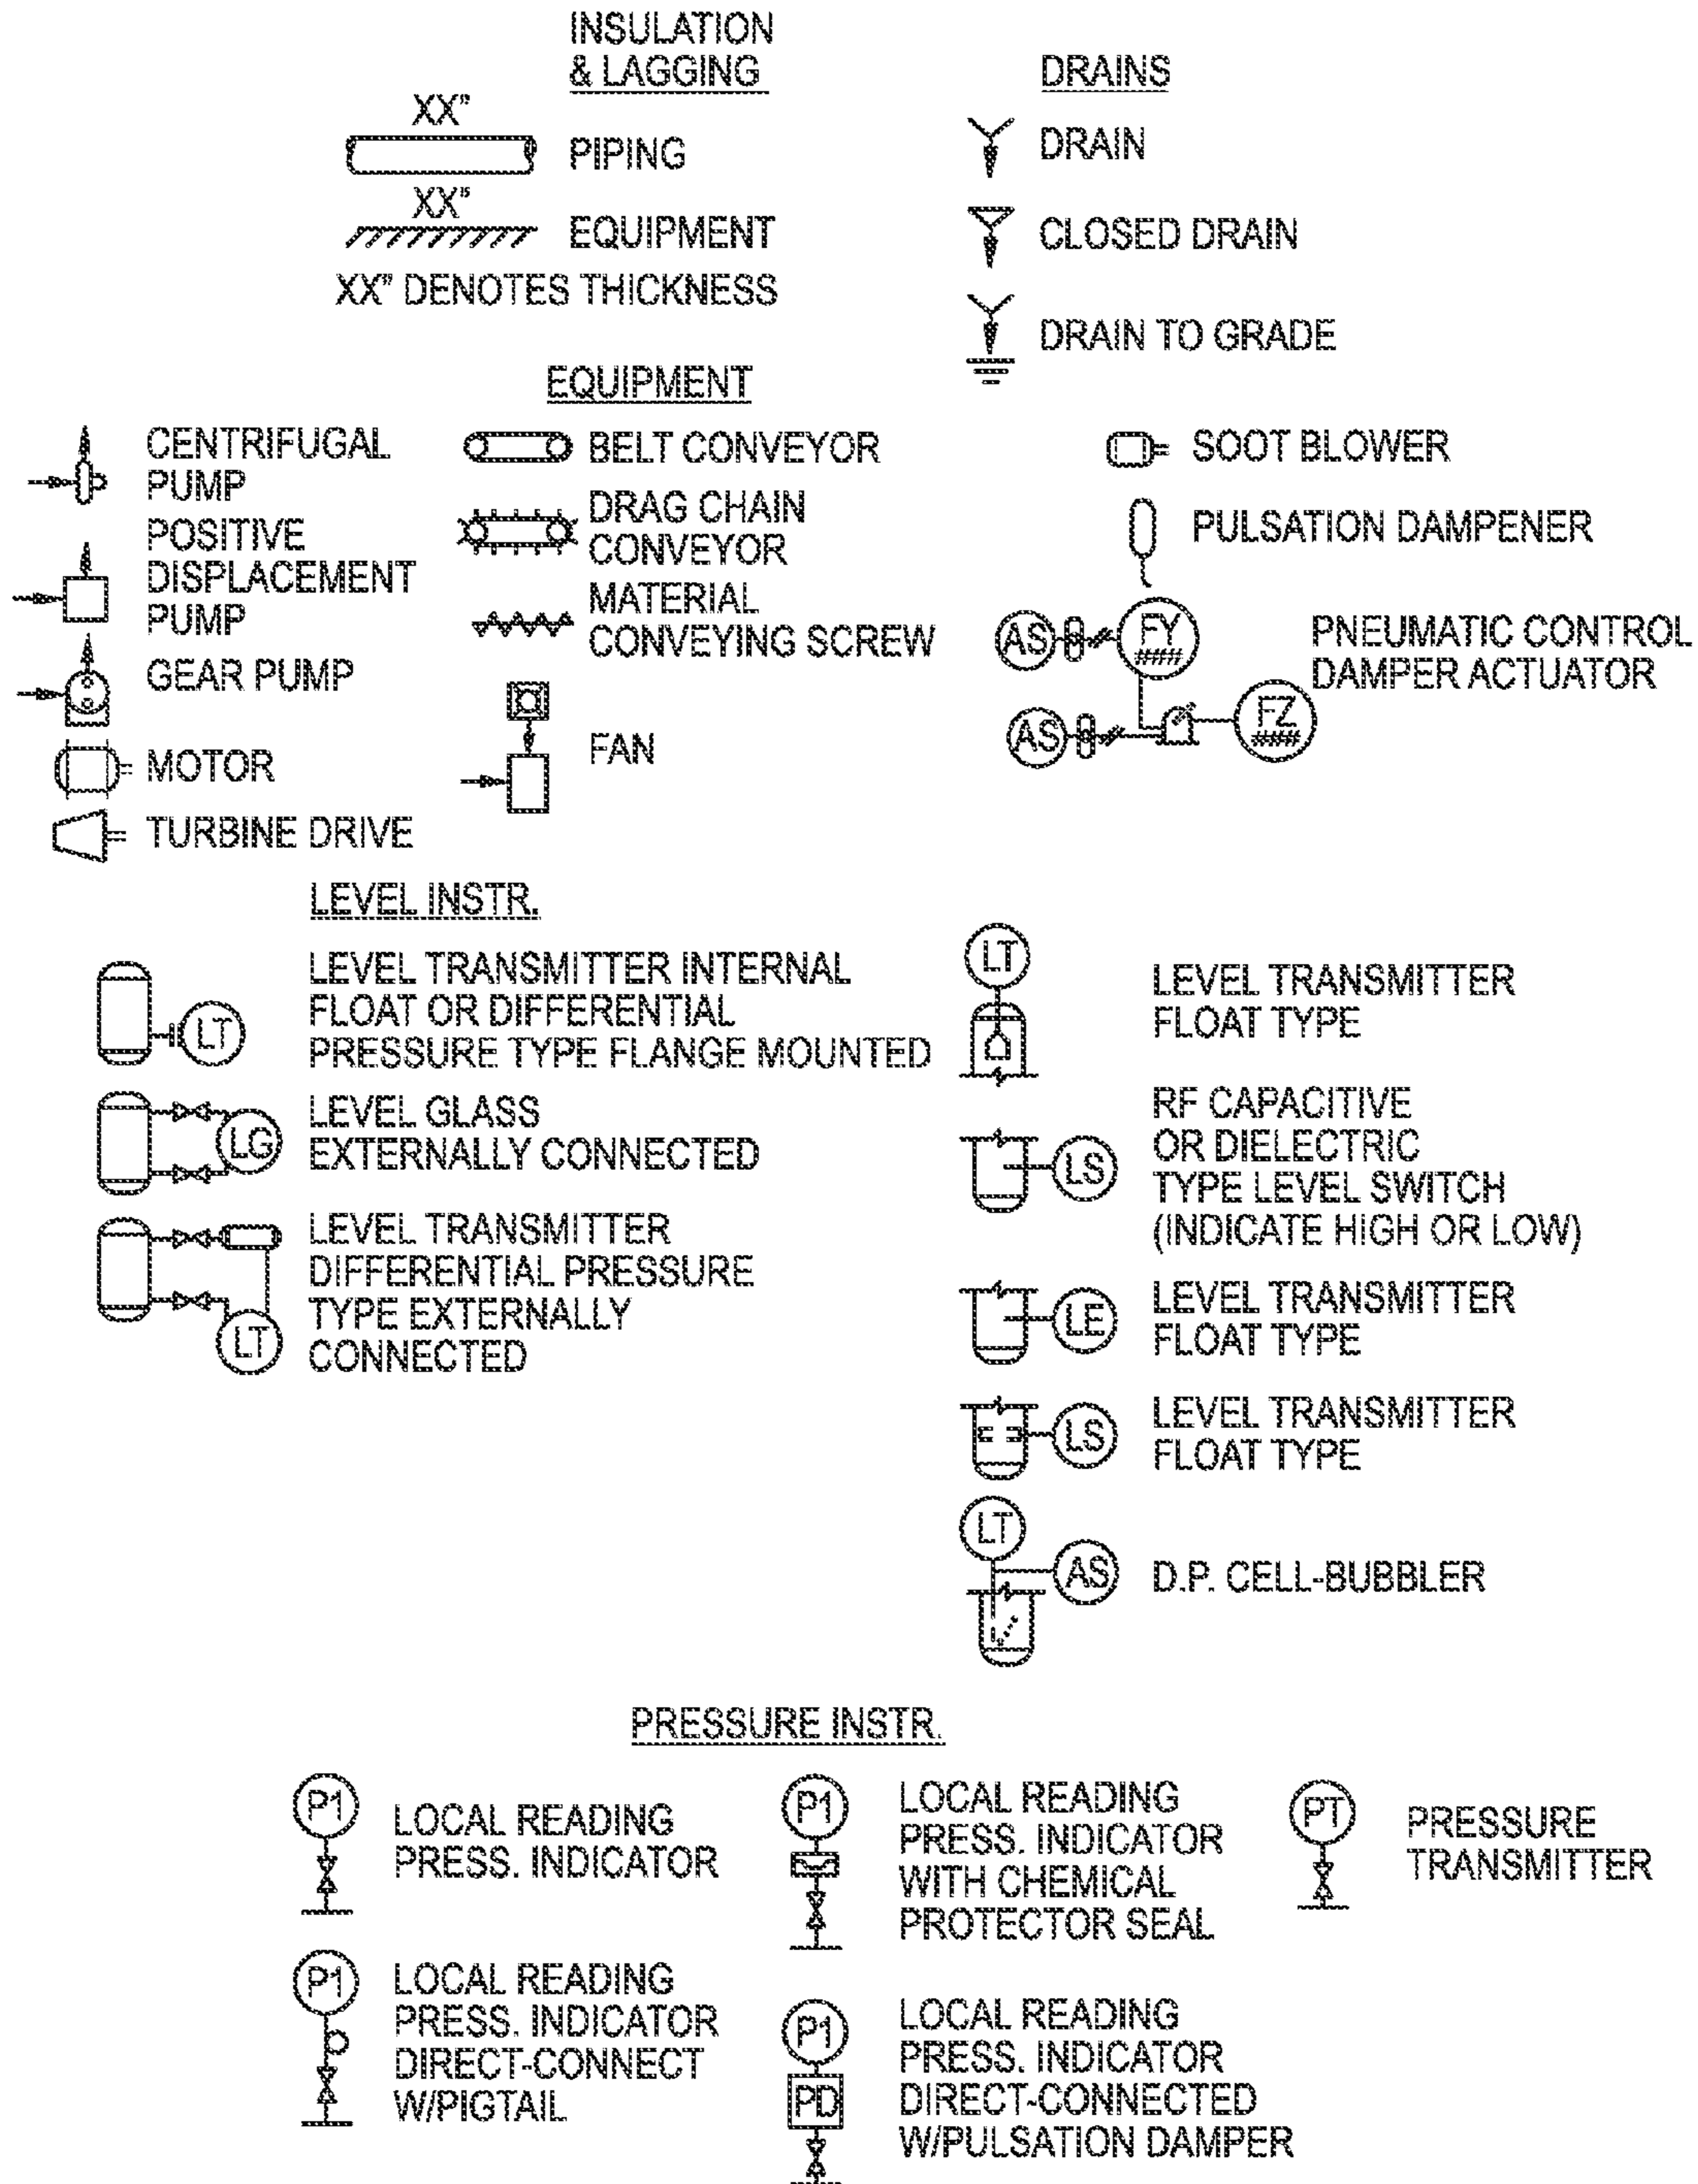 INSULATION
& LAGGING
XX"
PIPING
XX"
EQUIPMENT
XX" DENOTES THICKNESS
DRAINS
DRAIN
CLOSED DRAIN
DRAIN TO GRADE
EQUIPMENT
CENTRIFUGAL
PUMP
POSITIVE
DISPLACEMENT
PUMP
GEAR PUMP
MOTOR
TURBINE DRIVE
BELT CONVEYOR
DRAG CHAIN
CONVEYOR
MATERIAL
CONVEYING SCREW
FAN
SOOT BLOWER
PULSATION DAMPENER
AS
FY
###
AS
FZ
###
PNEUMATIC CONTROL
DAMPER ACTUATOR
LEVEL INSTR.
LT
LEVEL TRANSMITTER INTERNAL
FLOAT OR DIFFERENTIAL
PRESSURE TYPE FLANGE MOUNTED
LG
LEVEL GLASS
EXTERNALLY CONNECTED
LT
LEVEL TRANSMITTER
DIFFERENTIAL PRESSURE
TYPE EXTERNALLY
CONNECTED
LT
LEVEL TRANSMITTER
FLOAT TYPE
LS
RF CAPACITIVE
OR DIELECTRIC
TYPE LEVEL SWITCH
(INDICATE HIGH OR LOW)
LE
LEVEL TRANSMITTER
FLOAT TYPE
LS
LEVEL TRANSMITTER
FLOAT TYPE
LT
AS
D.P. CELL-BUBBLER
PRESSURE INSTR.
P1
LOCAL READING
PRESS. INDICATOR
P1
LOCAL READING
PRESS. INDICATOR
DIRECT-CONNECT
W/PIGTAIL
P1
LOCAL READING
PRESS. INDICATOR
WITH CHEMICAL
PROTECTOR SEAL
P1
PD
LOCAL READING
PRESS. INDICATOR
DIRECT-CONNECTED
W/PULSATION DAMPER
PT
PRESSURE
TRANSMITTER